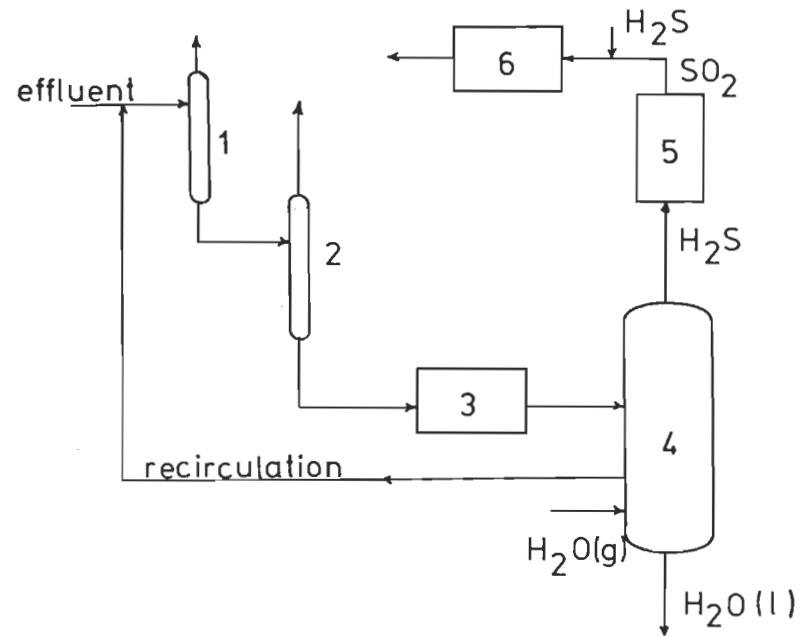 H₂S
6
SO₂
effluent
1
5
2
H₂S
3
4
recirculation
H₂O(g)
H₂O(l)